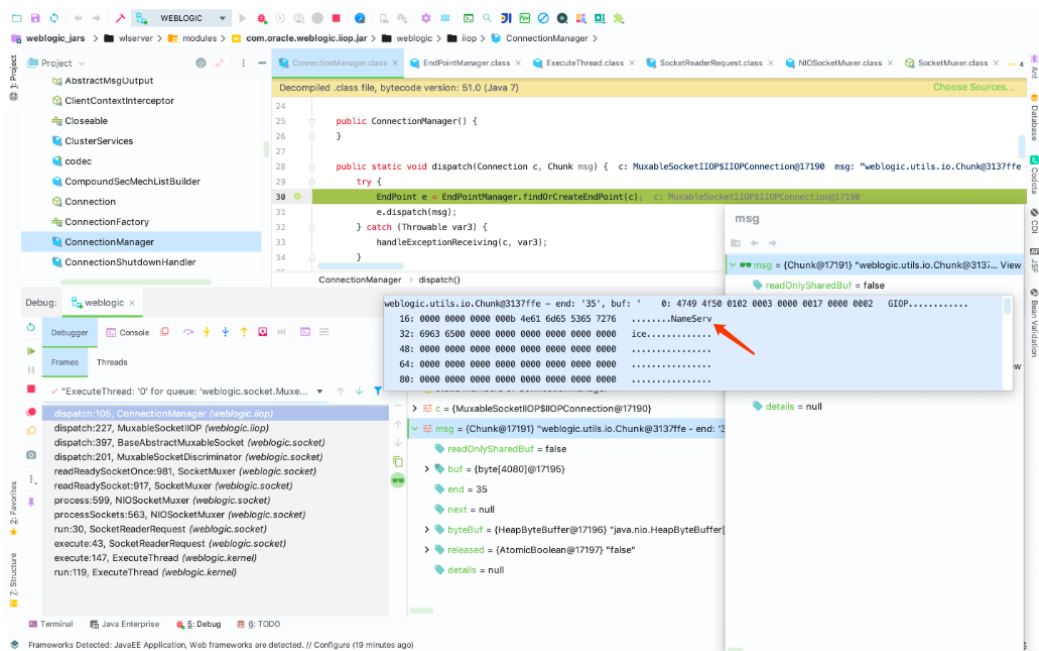 WEBLOGIC
weblogic_jars > wlserver > modules > com.oracle.weblogic.iiop.jar > weblogic > iiop > ConnectionManager >
1: Project
Project
AbstractMsgOutput
ClientContextInterceptor
Closeable
ClusterServices
codec
CompoundSecMechListBuilder
Connection
ConnectionFactory
ConnectionManager
ConnectionShutdownHandler
ConnectionManager.class
EndPointManager.class
ExecuteThread.class
SocketReaderRequest.class
NIOSocketMuxer.class
SocketMuxer.class
4
Decompiled .class file, bytecode version: 51.0 (Java 7)
Choose Sources...
24
25 public ConnectionManager() {
26 }
27
28 public static void dispatch(Connection c, Chunk msg) { c: MuxableSocketIIOP$IIOPConnection@17190 msg: "weblogic.utils.io.Chunk@3137ffe
29 try {
30 EndPoint e = EndPointManager.findOrCreateEndPoint(c); c: MuxableSocketIIOP$IIOPConnection@17190
31 e.dispatch(msg);
32 } catch (Throwable var3) {
33 handleExceptionReceiving(c, var3);
34 }
ConnectionManager > dispatch()
Ant
Database
Codota
CDI
JSF
Bean Validation
msg
msg = {Chunk@17191} "weblogic.utils.io.Chunk@3137... View
readOnlySharedBuf = false
details = null
Debug:
weblogic
Debugger
Console
Frames
Threads
"ExecuteThread: '0' for queue: 'weblogic.socket.Muxe...
dispatch:105, ConnectionManager (weblogic.iiop)
dispatch:227, MuxableSocketIIOP (weblogic.iiop)
dispatch:397, BaseAbstractMuxableSocket (weblogic.socket)
dispatch:201, MuxableSocketDiscriminator (weblogic.socket)
readReadySocketOnce:981, SocketMuxer (weblogic.socket)
readReadySocket:917, SocketMuxer (weblogic.socket)
process:599, NIOSocketMuxer (weblogic.socket)
processSockets:563, NIOSocketMuxer (weblogic.socket)
run:30, SocketReaderRequest (weblogic.socket)
execute:43, SocketReaderRequest (weblogic.socket)
execute:147, ExecuteThread (weblogic.kernel)
run:119, ExecuteThread (weblogic.kernel)
weblogic.utils.io.Chunk@3137ffe - end: '35', buf: ' 0: 4749 4f50 0102 0003 0000 0017 0000 0002 GIOP............
16: 0000 0000 0000 000b 4e61 6d65 5365 7276 ........NameServ
32: 6963 6500 0000 0000 0000 0000 0000 0000 ice.............
48: 0000 0000 0000 0000 0000 0000 0000 0000 ................
64: 0000 0000 0000 0000 0000 0000 0000 0000 ................
80: 0000 0000 0000 0000 0000 0000 0000 0000 ................
c = {MuxableSocketIIOP$IIOPConnection@17190}
msg = {Chunk@17191} "weblogic.utils.io.Chunk@3137ffe - end: '3
readOnlySharedBuf = false
buf = {byte[4080]@17195}
end = 35
next = null
byteBuf = {HeapByteBuffer@17196} "java.nio.HeapByteBuffer[
released = {AtomicBoolean@17197} "false"
details = null
2: Favorites
7: Structure
Terminal
Java Enterprise
5: Debug
6: TODO
Frameworks Detected: JavaEE Application, Web frameworks are detected. // Configure (19 minutes ago)